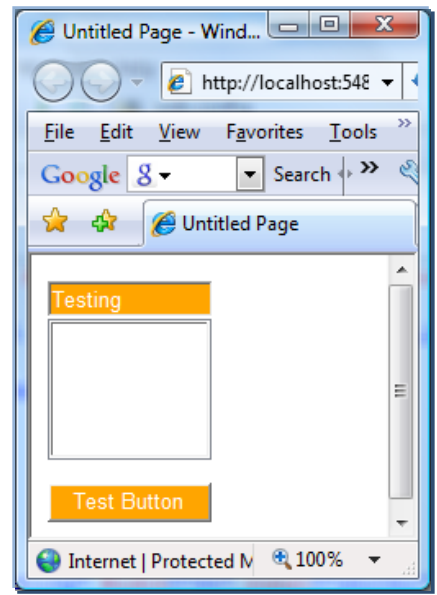 Untitled Page - Wind...
http://localhost:548
File Edit View Favorites Tools »
Google g Search »
Untitled Page
Testing
Test Button
Internet | Protected M 100%